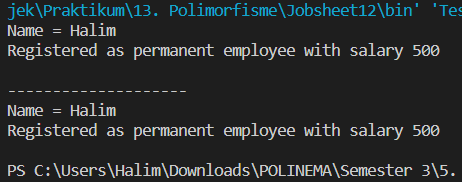 jek\Praktikum\13. Polimorfisme\Jobsheet12\bin' 'Tes
Name = Halim
Registered as permanent employee with salary 500
--------------------
Name = Halim
Registered as permanent employee with salary 500
PS C:\Users\Halim\Downloads\POLINEMA\Semester 3\5.